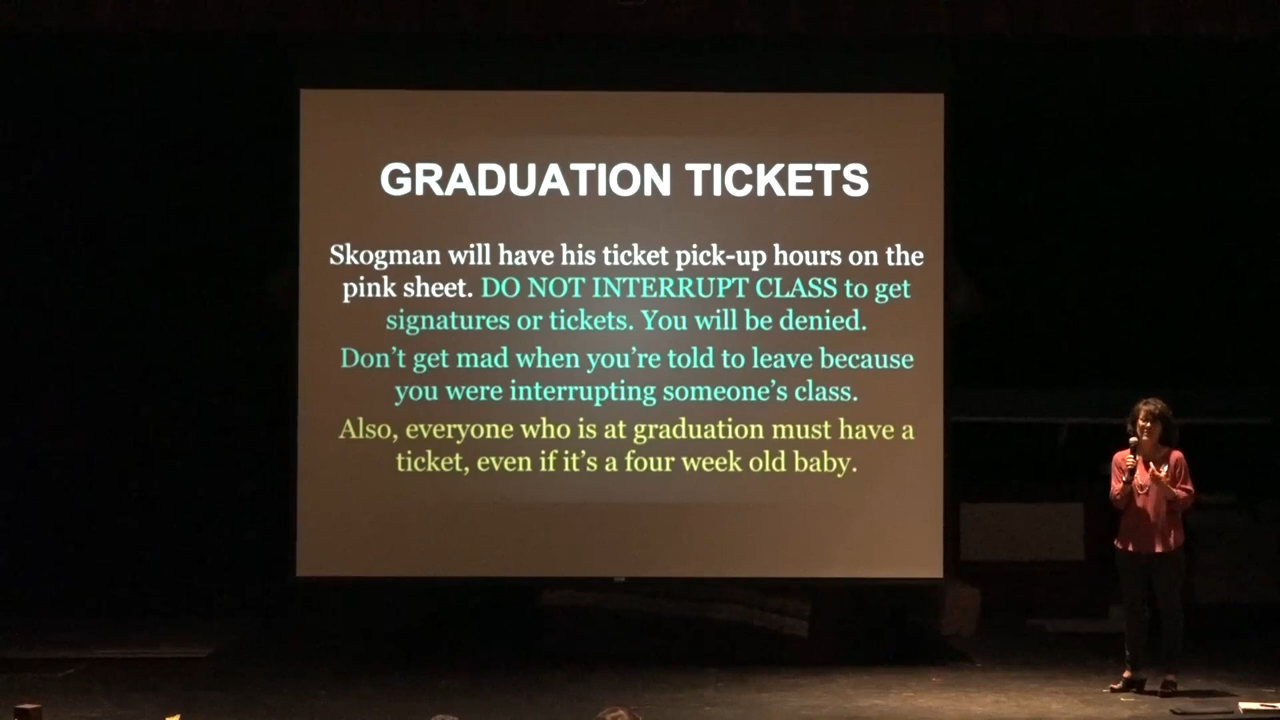 GRADUATION TICKETS
Skogman will have his ticket pick-up hours on the
pink sheet. DO NOT INTERRUPT CLASS to get
signatures or tickets. You will be denied.
Don't get mad when you're told to leave because
you were interrupting someone's class.
Also, everyone who is at graduation must have a
ticket, even if it's a four week old baby.